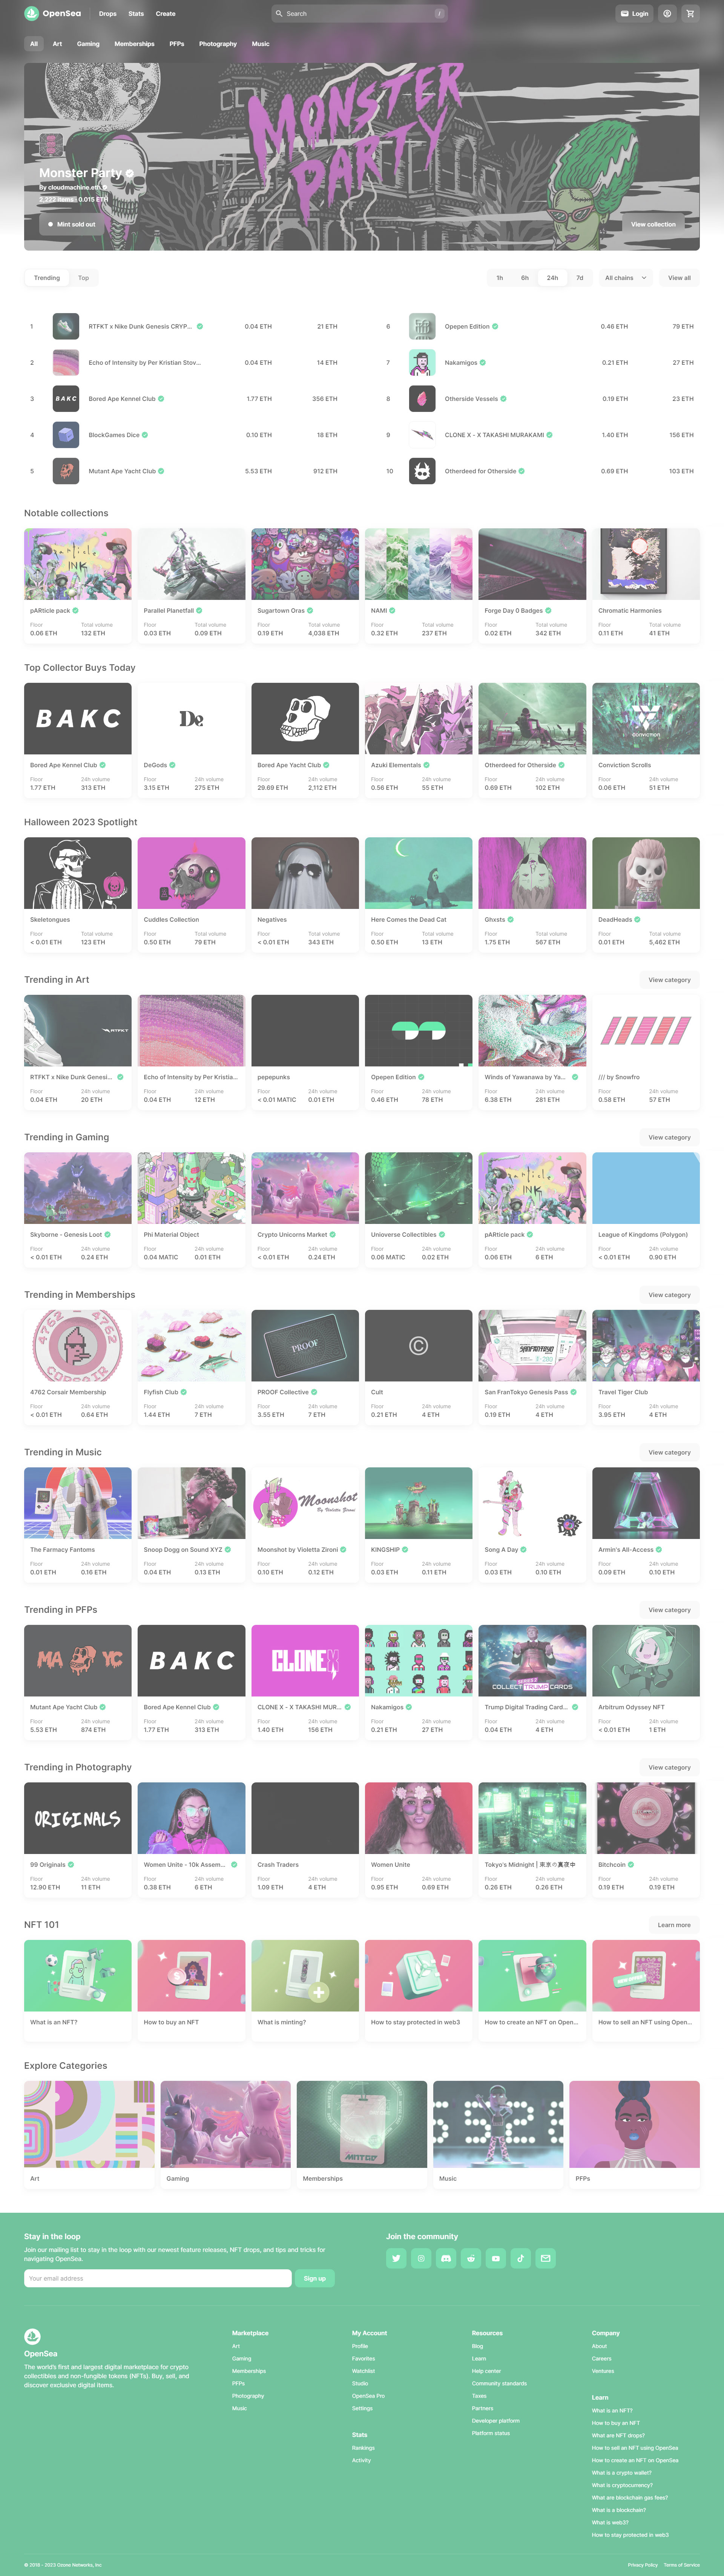 OpenSea
Drops
Stats
Create
Search
/
Login
All
Art
Gaming
Memberships
PFPs
Photography
Music
MONSTER
PARTY
Monster Party
By cloudmachine.eth
2,222 items · 0.015 ETH
Mint sold out
View collection
Trending
Top
1h
6h
24h
7d
All chains
View all
1 RTFKT x Nike Dunk Genesis CRYP... 0.04 ETH 21 ETH
2 Echo of Intensity by Per Kristian Stov... 0.04 ETH 14 ETH
3 BAKC Bored Ape Kennel Club 1.77 ETH 356 ETH
4 BlockGames Dice 0.10 ETH 18 ETH
5 Mutant Ape Yacht Club 5.53 ETH 912 ETH
6 Opepen Edition 0.46 ETH 79 ETH
7 Nakamigos 0.21 ETH 27 ETH
8 Otherside Vessels 0.19 ETH 23 ETH
9 CLONE X - X TAKASHI MURAKAMI 1.40 ETH 156 ETH
10 Otherdeed for Otherside 0.69 ETH 103 ETH
Notable collections
INK
pARticle pack
Floor Total volume
0.06 ETH 132 ETH
Parallel Planetfall
Floor Total volume
0.03 ETH 0.09 ETH
Sugartown Oras
Floor Total volume
0.19 ETH 4,038 ETH
NAMI
Floor Total volume
0.32 ETH 237 ETH
Forge Day 0 Badges
Floor Total volume
0.02 ETH 342 ETH
Chromatic Harmonies
Floor Total volume
0.11 ETH 41 ETH
Top Collector Buys Today
BAKC
Bored Ape Kennel Club
Floor 24h volume
1.77 ETH 313 ETH
De
DeGods
Floor 24h volume
3.15 ETH 275 ETH
Bored Ape Yacht Club
Floor 24h volume
29.69 ETH 2,112 ETH
Azuki Elementals
Floor 24h volume
0.56 ETH 55 ETH
Otherdeed for Otherside
Floor 24h volume
0.69 ETH 102 ETH
CONVICTION
Conviction Scrolls
Floor 24h volume
0.06 ETH 51 ETH
Halloween 2023 Spotlight
Skeletongues
Floor Total volume
< 0.01 ETH 123 ETH
Cuddles Collection
Floor Total volume
0.50 ETH 79 ETH
Negatives
Floor Total volume
< 0.01 ETH 343 ETH
Here Comes the Dead Cat
Floor Total volume
0.50 ETH 13 ETH
Ghxsts
Floor Total volume
1.75 ETH 567 ETH
DeadHeads
Floor Total volume
0.01 ETH 5,462 ETH
Trending in Art
View category
RTFKT
RTFKT x Nike Dunk Genesi...
Floor 24h volume
0.04 ETH 20 ETH
Echo of Intensity by Per Kristia...
Floor 24h volume
0.04 ETH 12 ETH
pepepunks
Floor 24h volume
< 0.01 MATIC 0.01 ETH
Opepen Edition
Floor 24h volume
0.46 ETH 78 ETH
Winds of Yawanawa by Ya...
Floor 24h volume
6.38 ETH 281 ETH
/// by Snowfro
Floor 24h volume
0.58 ETH 57 ETH
Trending in Gaming
View category
Skyborne - Genesis Loot
Floor 24h volume
< 0.01 ETH 0.24 ETH
Phi Material Object
Floor 24h volume
0.04 MATIC 0.01 ETH
Crypto Unicorns Market
Floor 24h volume
< 0.01 ETH 0.24 ETH
Unioverse Collectibles
Floor 24h volume
0.06 MATIC 0.02 ETH
INK
pARticle pack
Floor 24h volume
0.06 ETH 6 ETH
League of Kingdoms (Polygon)
Floor 24h volume
< 0.01 ETH 0.90 ETH
Trending in Memberships
View category
4762 4762
CORSAIR
4762 Corsair Membership
Floor 24h volume
< 0.01 ETH 0.64 ETH
Flyfish Club
Floor 24h volume
1.44 ETH 7 ETH
PROOF
PROOF Collective
Floor 24h volume
3.55 ETH 7 ETH
©
Cult
Floor 24h volume
0.21 ETH 4 ETH
SANFRANTOKYO
San FranTokyo Genesis Pass
Floor 24h volume
0.19 ETH 4 ETH
Travel Tiger Club
Floor 24h volume
3.95 ETH 4 ETH
Trending in Music
View category
The Farmacy Fantoms
Floor 24h volume
0.01 ETH 0.16 ETH
Snoop Dogg on Sound XYZ
Floor 24h volume
0.04 ETH 0.13 ETH
Moonshot
By Violetta Zironi
Moonshot by Violetta Zironi
Floor 24h volume
0.10 ETH 0.12 ETH
KINGSHIP
Floor 24h volume
0.03 ETH 0.11 ETH
SONG A DAY
Song A Day
Floor 24h volume
0.03 ETH 0.10 ETH
Armin's All-Access
Floor 24h volume
0.09 ETH 0.10 ETH
Trending in PFPs
View category
MA YC
Mutant Ape Yacht Club
Floor 24h volume
5.53 ETH 874 ETH
BAKC
Bored Ape Kennel Club
Floor 24h volume
1.77 ETH 313 ETH
CLONEX
CLONE X - X TAKASHI MUR...
Floor 24h volume
1.40 ETH 156 ETH
Nakamigos
Floor 24h volume
0.21 ETH 27 ETH
COLLECT TRUMP CARDS
Trump Digital Trading Card...
Floor 24h volume
0.04 ETH 4 ETH
Arbitrum Odyssey NFT
Floor 24h volume
< 0.01 ETH 1 ETH
Trending in Photography
View category
ORIGINALS
99 Originals
Floor 24h volume
12.90 ETH 11 ETH
Women Unite - 10k Assem...
Floor 24h volume
0.38 ETH 6 ETH
Crash Traders
Floor 24h volume
1.09 ETH 4 ETH
Women Unite
Floor 24h volume
0.95 ETH 0.69 ETH
Tokyo's Midnight | 東京の真夜中
Floor 24h volume
0.26 ETH 0.26 ETH
Bitchcoin
Floor 24h volume
0.19 ETH 0.19 ETH
NFT 101
Learn more
What is an NFT?
How to buy an NFT
What is minting?
How to stay protected in web3
How to create an NFT on Open...
How to sell an NFT using Open...
Explore Categories
Art
Gaming
Memberships
Music
PFPs
Stay in the loop
Join our mailing list to stay in the loop with our newest feature releases, NFT drops, and tips and tricks for
navigating OpenSea.
Your email address
Sign up
Join the community
OpenSea
The world's first and largest digital marketplace for crypto
collectibles and non-fungible tokens (NFTs). Buy, sell, and
discover exclusive digital items.
Marketplace
Art
Gaming
Memberships
PFPs
Photography
Music
My Account
Profile
Favorites
Watchlist
Studio
OpenSea Pro
Settings
Stats
Rankings
Activity
Resources
Blog
Learn
Help center
Community standards
Taxes
Partners
Developer platform
Platform status
Company
About
Careers
Ventures
Learn
What is an NFT?
How to buy an NFT
What are NFT drops?
How to sell an NFT using OpenSea
How to create an NFT on OpenSea
What is a crypto wallet?
What is cryptocurrency?
What are blockchain gas fees?
What is a blockchain?
What is web3?
How to stay protected in web3
© 2018 - 2023 Ozone Networks, Inc
Privacy Policy
Terms of Service